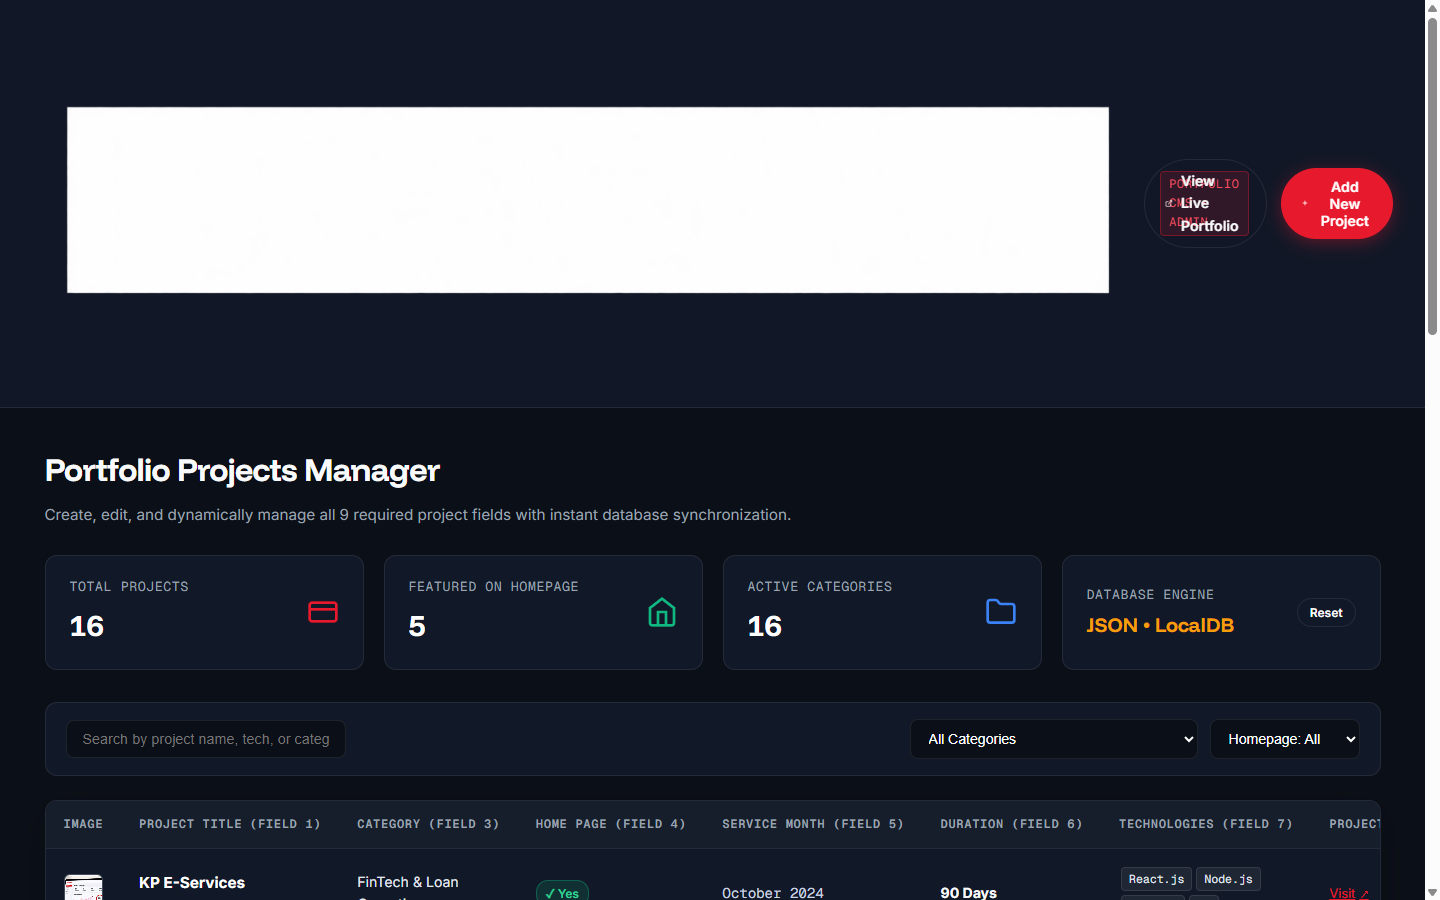 PORTFOLIO
CMS
ADMIN
View
Live
Portfolio
+ Add
New
Project
Portfolio Projects Manager
Create, edit, and dynamically manage all 9 required project fields with instant database synchronization.
TOTAL PROJECTS
16
FEATURED ON HOMEPAGE
5
ACTIVE CATEGORIES
16
DATABASE ENGINE
JSON • LocalDB
Reset
Search by project name, tech, or categ
All Categories
Homepage: All
IMAGE PROJECT TITLE (FIELD 1) CATEGORY (FIELD 3) HOME PAGE (FIELD 4) SERVICE MONTH (FIELD 5) DURATION (FIELD 6) TECHNOLOGIES (FIELD 7) PROJECT
KP E-Services FinTech & Loan ✓ Yes October 2024 90 Days React.js Node.js Visit ↗